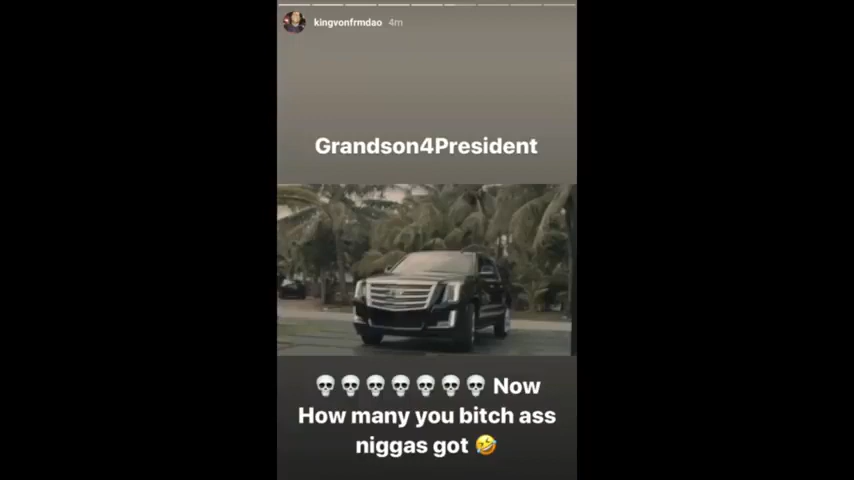 kingvonfrmdao 4m
Grandson4President
💀💀💀💀💀💀💀 Now
How many you bitch ass
niggas got 🤣